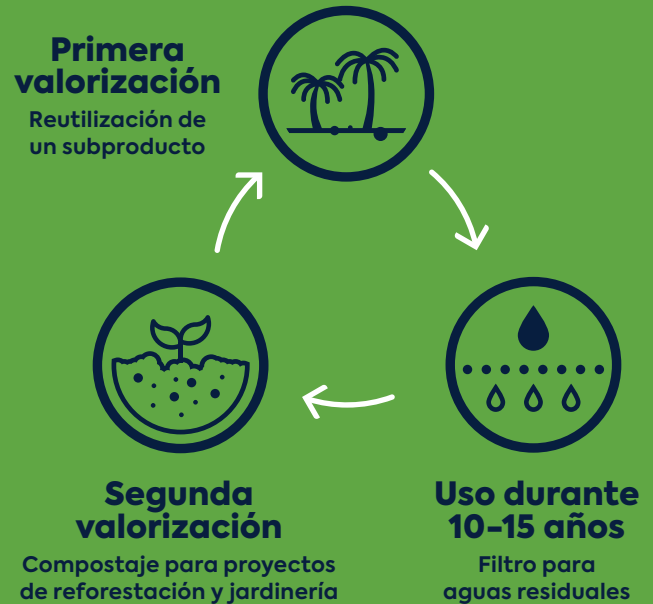 Primera
valorización
Reutilización de
un subproducto
Segunda
valorización
Compostaje para proyectos
de reforestación y jardinería
Uso durante
10-15 años
Filtro para
aguas residuales